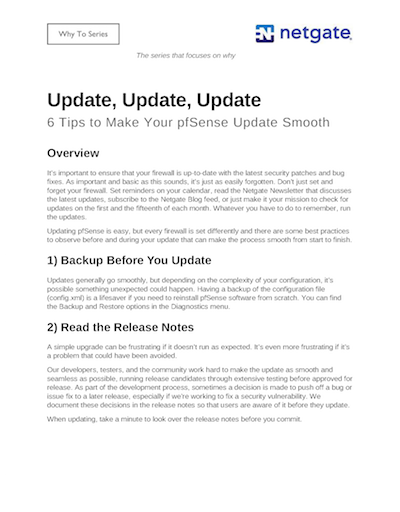 Why To Series
netgate
The series that focuses on why
Update, Update, Update
6 Tips to Make Your pfSense Update Smooth
Overview
It's important to ensure that your firewall is up-to-date with the latest security patches and bug
fixes. As important and basic as this sounds, it's just as easily forgotten. Don't just set and
forget your firewall. Set reminders on your calendar, read the Netgate Newsletter that discusses
the latest updates, subscribe to the Netgate Blog feed, or just make it your mission to check for
updates on the first and the fifteenth of each month. Whatever you have to do to remember, run
the updates.
Updating pfSense is easy, but every firewall is set differently and there are some best practices
to observe before and during your update that can make the process smooth from start to finish.
1) Backup Before You Update
Updates generally go smoothly, but depending on the complexity of your configuration, it's
possible something unexpected could happen. Having a backup of the configuration file
(config.xml) is a lifesaver if you need to reinstall pfSense software from scratch. You can find
the Backup and Restore options in the Diagnostics menu.
2) Read the Release Notes
A simple upgrade can be frustrating if it doesn't run as expected. It's even more frustrating if it's
a problem that could have been avoided.
Our developers, testers, and the community work hard to make the update as smooth and
seamless as possible, running release candidates through extensive testing before approved for
release. As part of the development process, sometimes a decision is made to push off a bug or
issue fix to a later release, especially if we're working to fix a security vulnerability. We
document these decisions in the release notes so that users are aware of it before they update.
When updating, take a minute to look over the release notes before you commit.